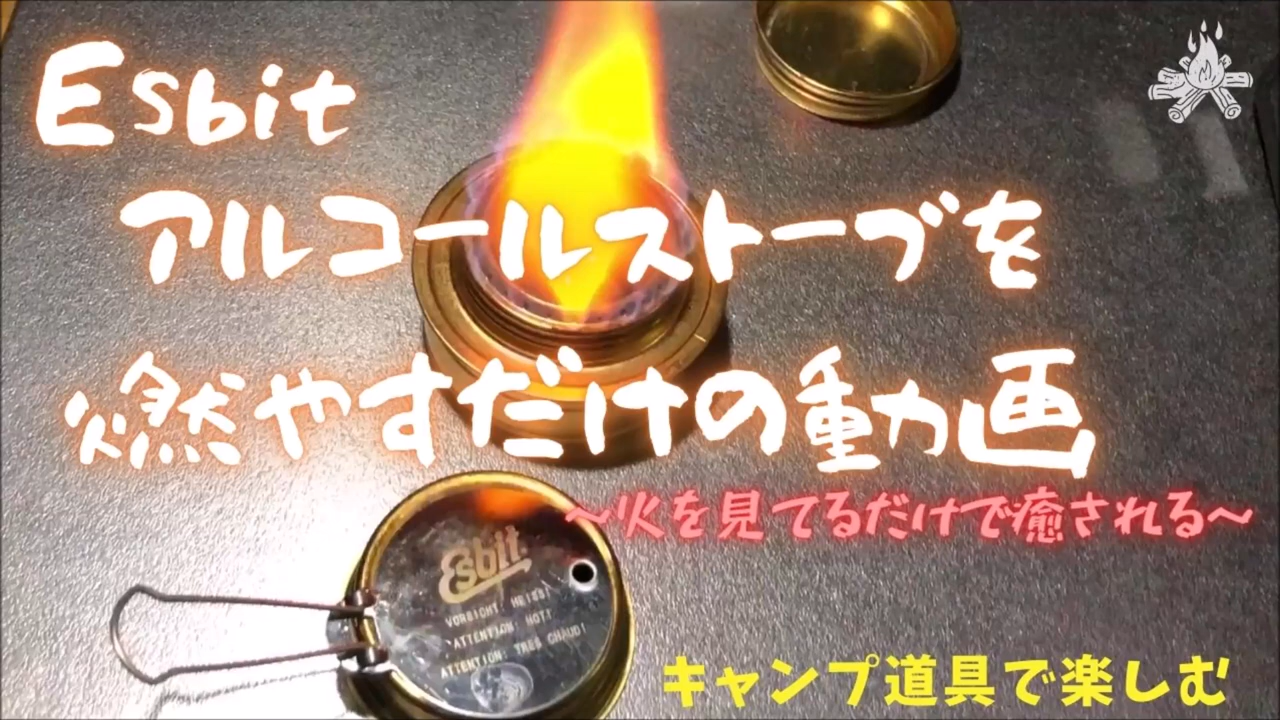 Esbit
アルコールストーブを
燃やすだけの動画
~火を見てるだけで癒される~
Esbit
VORSICHT: HEISS!
ATTENTION: HOT!
ATTENTION: TRES CHAUD!
キャンプ道具で楽しむ